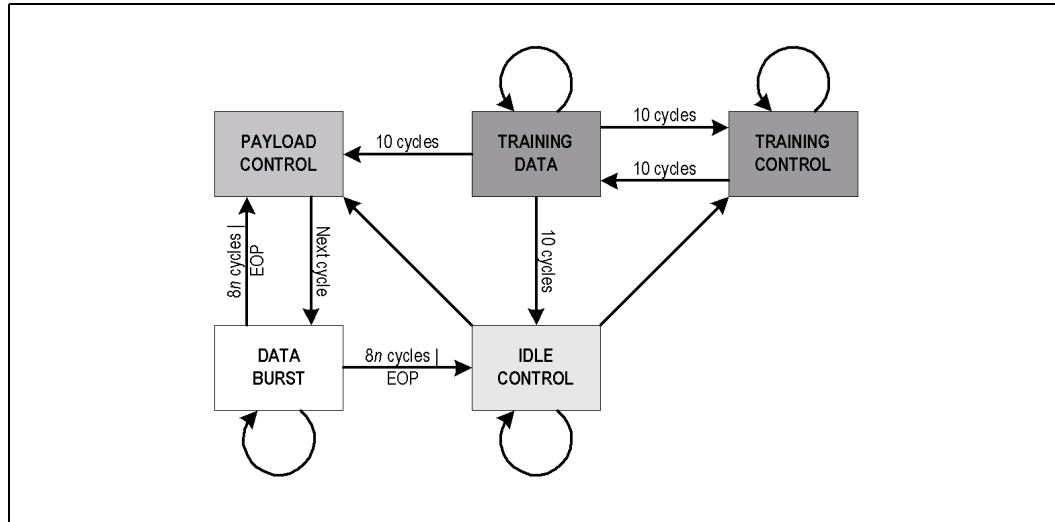 PAYLOAD
CONTROL
10 cycles
TRAINING
DATA
10 cycles
10 cycles
TRAINING
CONTROL
8n cycles |
EOP
Next cycle
10 cycles
DATA
BURST
8n cycles |
EOP
IDLE
CONTROL